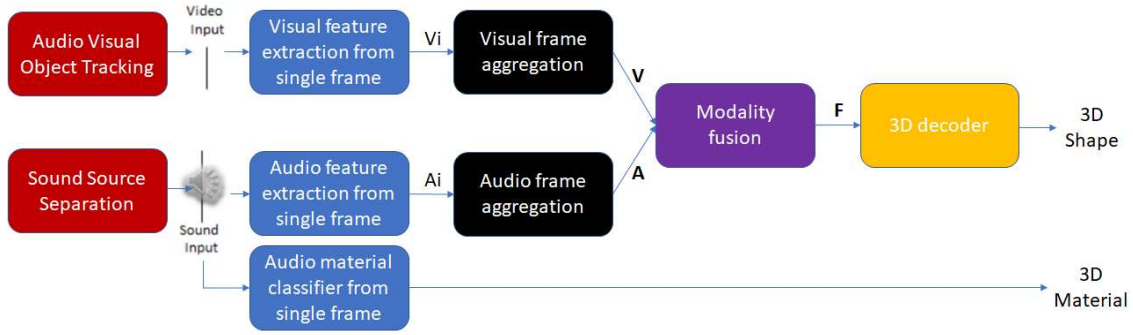 Video
Input
Audio Visual
Object Tracking
Visual feature
extraction from
single frame
Vi
Visual frame
aggregation
V
Modality
fusion
F
3D decoder
3D
Shape
Sound Source
Separation
Sound
Input
Audio feature
extraction from
single frame
Ai
Audio frame
aggregation
A
Audio material
classifier from
single frame
3D
Material